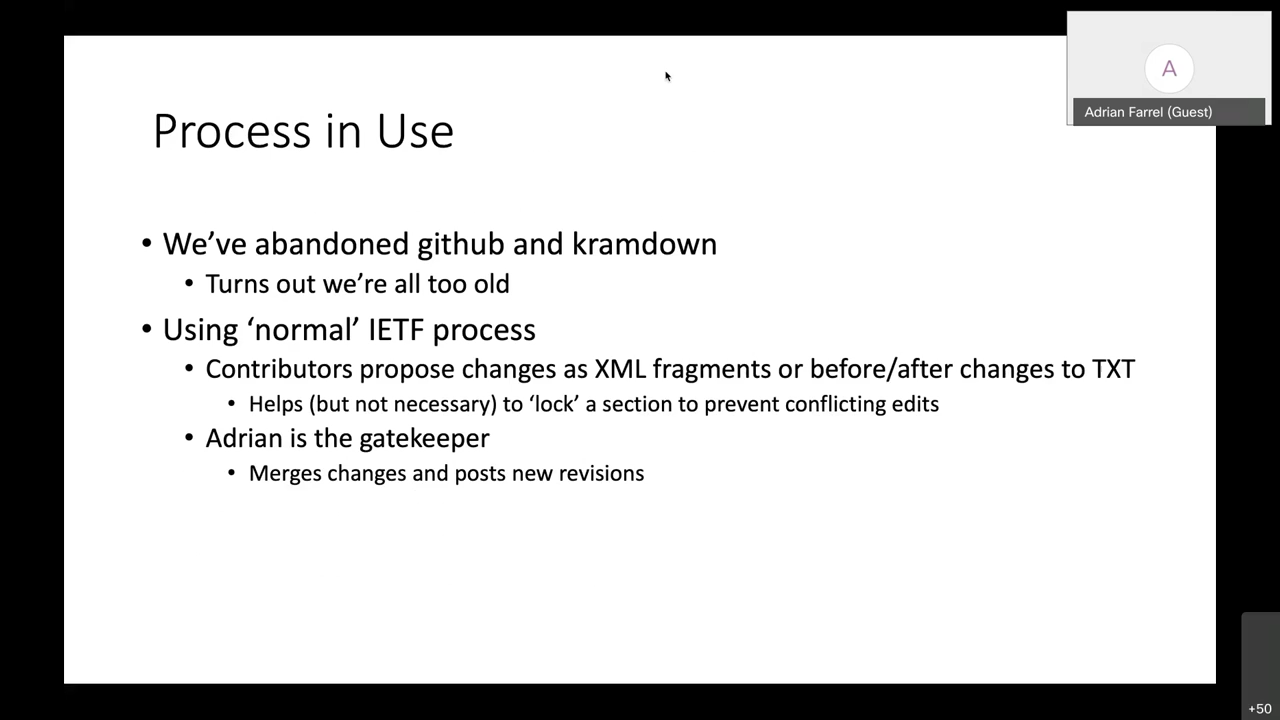 A
Adrian Farrel (Guest)
Process in Use
• We’ve abandoned github and kramdown
• Turns out we’re all too old
• Using ‘normal’ IETF process
• Contributors propose changes as XML fragments or before/after changes to TXT
• Helps (but not necessary) to ‘lock’ a section to prevent conflicting edits
• Adrian is the gatekeeper
• Merges changes and posts new revisions
+50